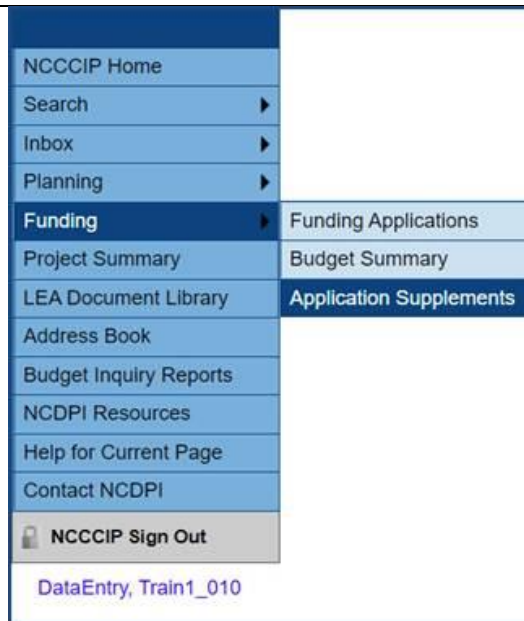 NCCCIP Home
Search
Inbox
Planning
Funding
Funding Applications
Project Summary
Budget Summary
LEA Document Library
Application Supplements
Address Book
Budget Inquiry Reports
NCDPI Resources
Help for Current Page
Contact NCDPI
NCCCIP Sign Out
DataEntry, Train1_010